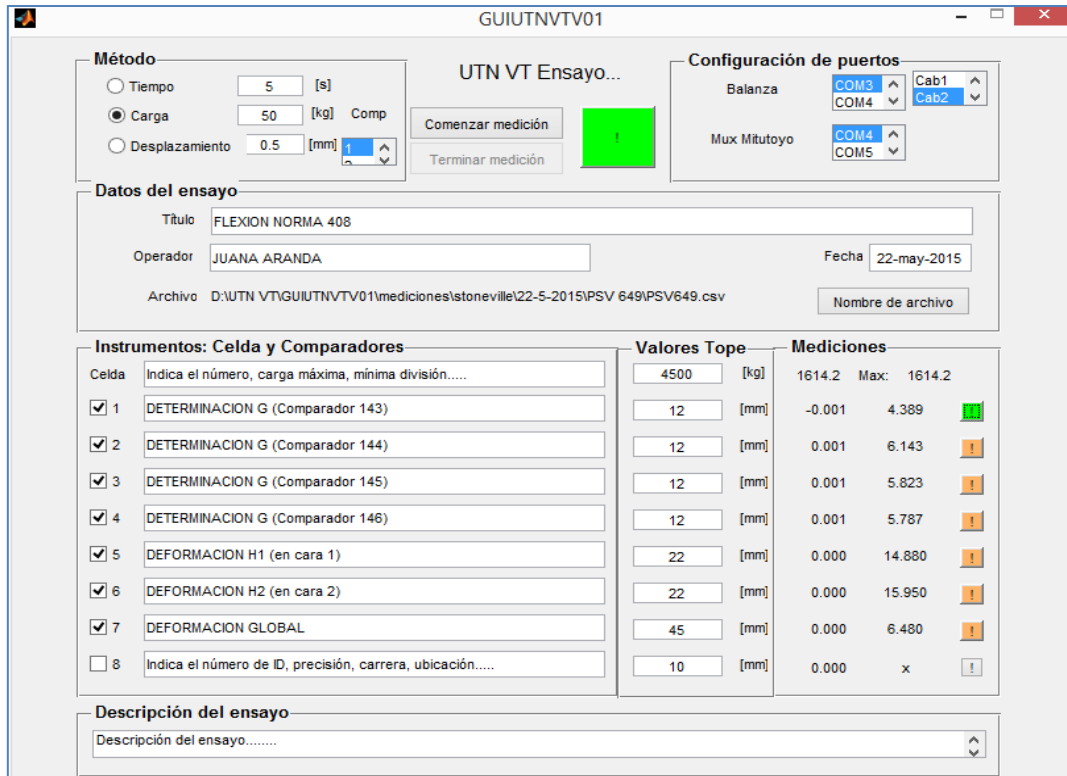 GUIUTNVTV01
Método
Tiempo 5 [s]
Carga 50 [kg] Comp
Desplazamiento 0.5 [mm] 1
UTN VT Ensayo...
Comenzar medición
Terminar medición
!
Configuración de puertos
Balanza COM3 COM4 Cab1 Cab2
Mux Mitutoyo COM4 COM5
Datos del ensayo
Título FLEXION NORMA 408
Operador JUANA ARANDA Fecha 22-may-2015
Archivo D:\UTN VT\GUIUTNVTV01\mediciones\stoneville\22-5-2015\PSV 649\PSV649.csv Nombre de archivo
Instrumentos: Celda y Comparadores Valores Tope Mediciones
Celda Indica el número, carga máxima, mínima división..... 4500 [kg] 1614.2 Max: 1614.2
1 DETERMINACION G (Comparador 143) 12 [mm] -0.001 4.389 !
2 DETERMINACION G (Comparador 144) 12 [mm] 0.001 6.143 !
3 DETERMINACION G (Comparador 145) 12 [mm] 0.001 5.823 !
4 DETERMINACION G (Comparador 146) 12 [mm] 0.001 5.787 !
5 DEFORMACION H1 (en cara 1) 22 [mm] 0.000 14.880 !
6 DEFORMACION H2 (en cara 2) 22 [mm] 0.000 15.950 !
7 DEFORMACION GLOBAL 45 [mm] 0.000 6.480 !
8 Indica el número de ID, precisión, carrera, ubicación..... 10 [mm] 0.000 x !
Descripción del ensayo
Descripción del ensayo........